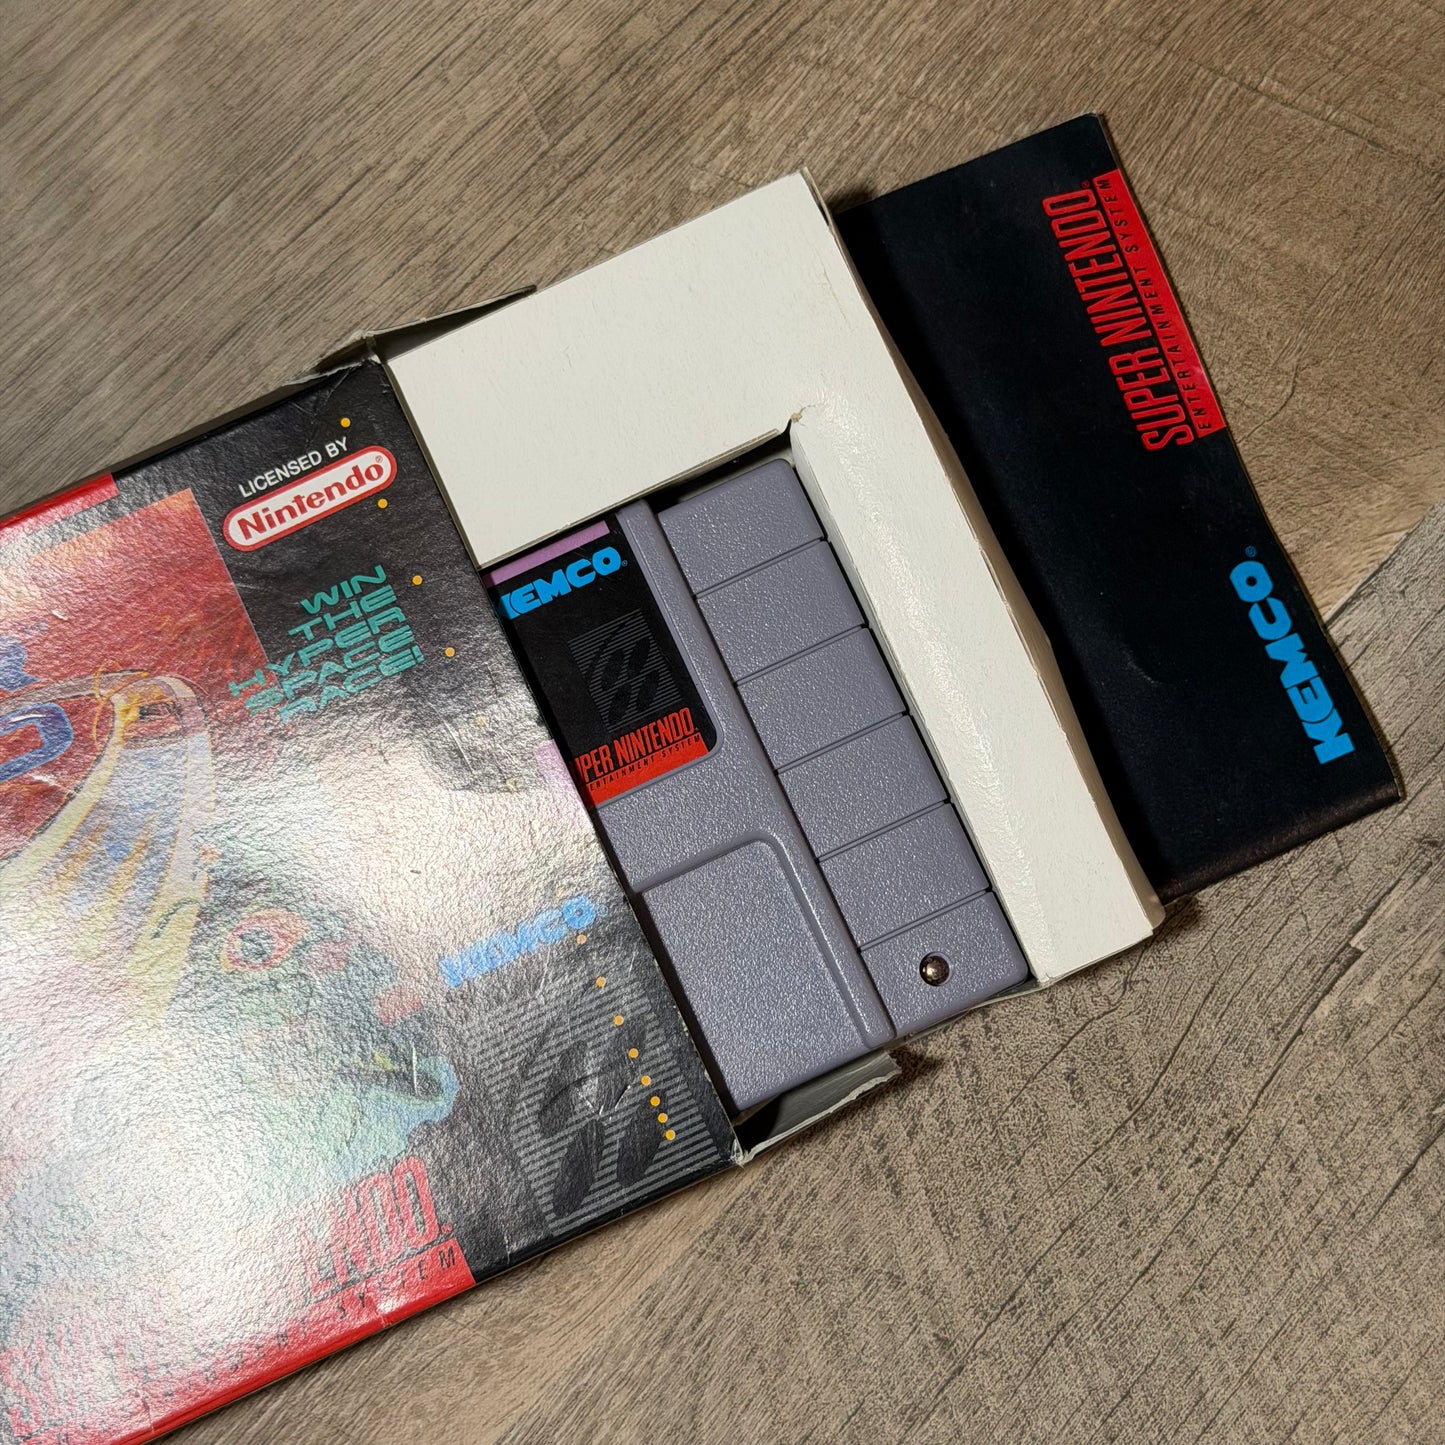 LICENSED BY
Nintendo®
WIN
THE
HYPER
SPACE
RACE!
KEMCO
SYSTEM
KEMCO®
SUPER NINTENDO
ENTERTAINMENT SYSTEM
SUPER NINTENDO®
ENTERTAINMENT SYSTEM
KEMCO®